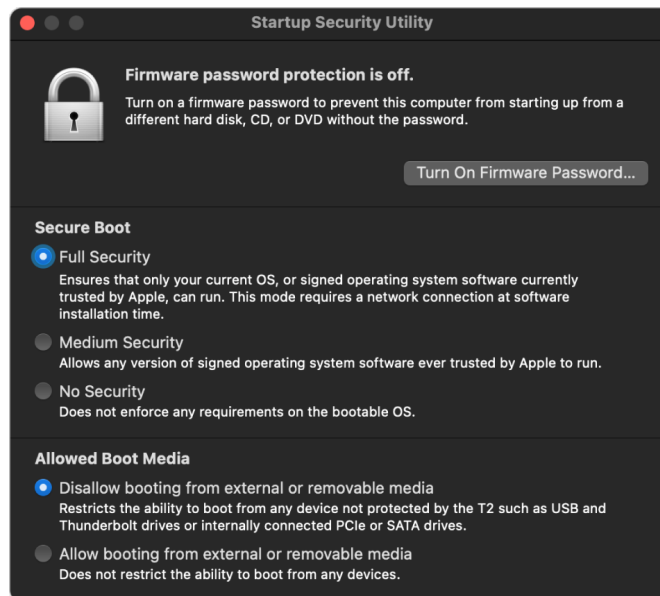 Startup Security Utility
Firmware password protection is off.
Turn on a firmware password to prevent this computer from starting up from a
different hard disk, CD, or DVD without the password.
Turn On Firmware Password...
Secure Boot
Full Security
Ensures that only your current OS, or signed operating system software currently
trusted by Apple, can run. This mode requires a network connection at software
installation time.
Medium Security
Allows any version of signed operating system software ever trusted by Apple to run.
No Security
Does not enforce any requirements on the bootable OS.
Allowed Boot Media
Disallow booting from external or removable media
Restricts the ability to boot from any device not protected by the T2 such as USB and
Thunderbolt drives or internally connected PCIe or SATA drives.
Allow booting from external or removable media
Does not restrict the ability to boot from any devices.